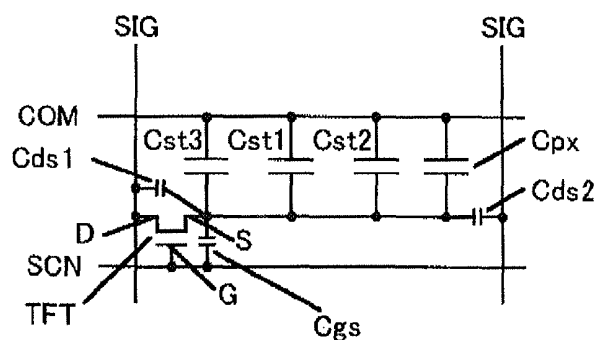 SIG SIG
COM
Cst3 Cst1 Cst2 Cpx
Cds1
Cds2
D S
SCN
TFT G Cgs